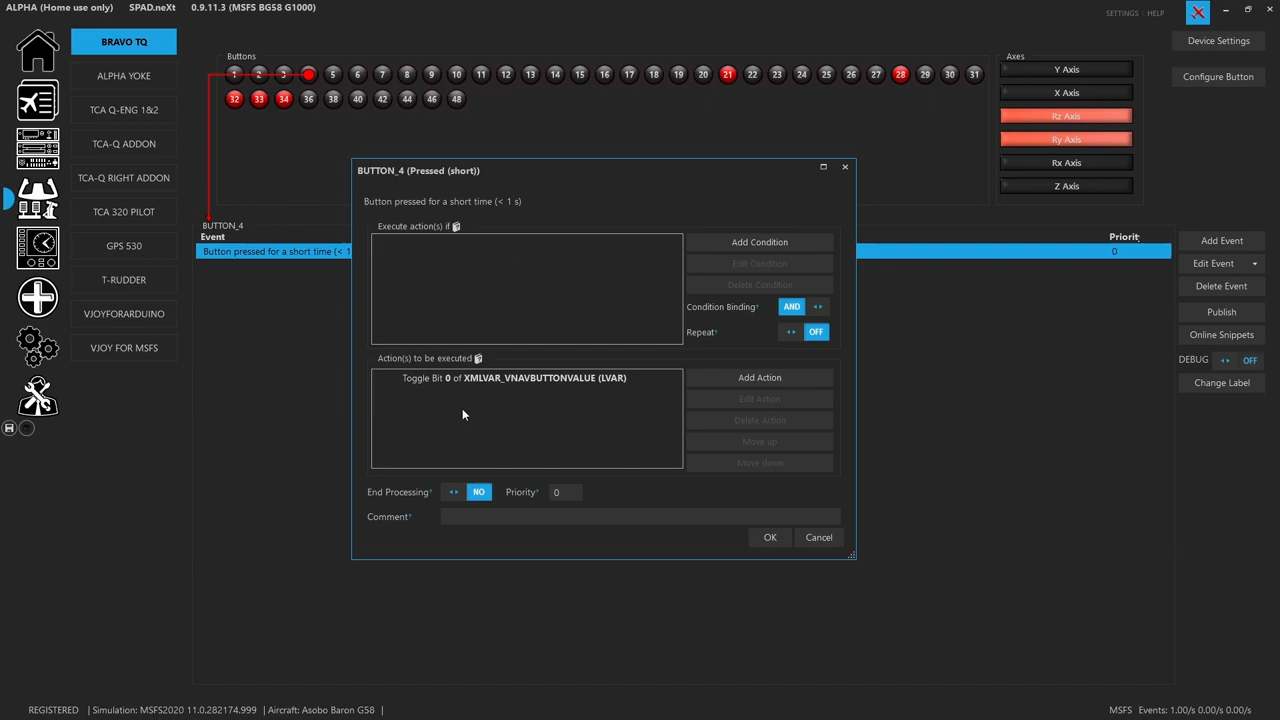 ALPHA (Home use only) SPAD.neXt 0.9.11.3 (MSFS BG58 G1000)
SETTINGS HELP
BRAVO TQ
ALPHA YOKE
TCA Q-ENG 1&2
TCA-Q ADDON
TCA-Q RIGHT ADDON
TCA 320 PILOT
GPS 530
T-RUDDER
VJOYFORARDUINO
VJOY FOR MSFS
Buttons
1 2 3 5 6 7 8 9 10 11 12 13 14 15 16 17 18 19 20 21 22 23 24 25 26 27 28 29 30 31
32 33 34 36 38 40 42 44 46 48
Axes
Y Axis
X Axis
Rz Axis
Ry Axis
Rx Axis
Z Axis
Device Settings
Configure Button
BUTTON_4
Event Priorit
Button pressed for a short time (< 1 0
Add Event
Edit Event
Delete Event
Publish
Online Snippets
DEBUG OFF
Change Label
BUTTON_4 (Pressed (short))
Button pressed for a short time (< 1 s)
Execute action(s) if
Add Condition
Edit Condition
Delete Condition
Condition Binding? AND
Repeat? OFF
Action(s) to be executed
Toggle Bit 0 of XMLVAR_VNAVBUTTONVALUE (LVAR)
Add Action
Edit Action
Delete Action
Move up
Move down
End Processing? NO Priority? 0
Comment?
OK Cancel
REGISTERED | Simulation: MSFS2020 11.0.282174.999 | Aircraft: Asobo Baron G58 | MSFS Events: 1.00/s 0.00/s 0.00/s